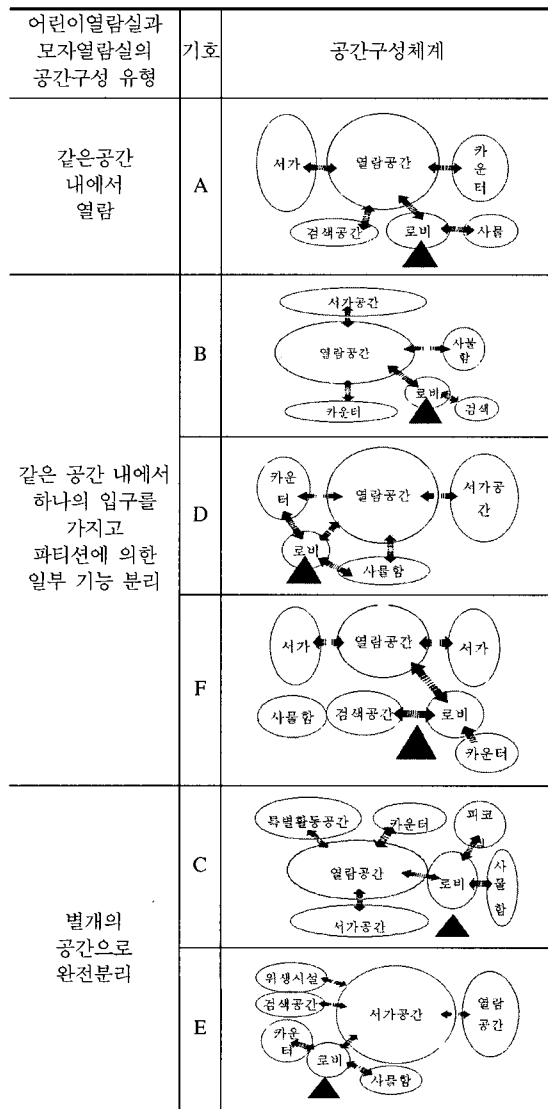 어린이열람실과
모자열람실의
공간구성 유형
기호
공간구성체계
같은공간
내에서
열람
A
서가
열람공간
카
운
터
검색공간
로비
사물
같은 공간 내에서
하나의 입구를
가지고
파티션에 의한
일부 기능 분리
B
서가공간
열람공간
사물
함
카운터
로비
검색
D
카운
터
열람공간
서가공
간
로비
사물함
F
서가
열람공간
서가
사물함
검색공간
로비
카운터
별개의
공간으로
완전분리
C
특별활동공간
카운터
피코
열람공간
로비
사
물
함
서가공간
E
위생시설
검색공간
서가공간
열람
공간
카운
터
로비
사물함